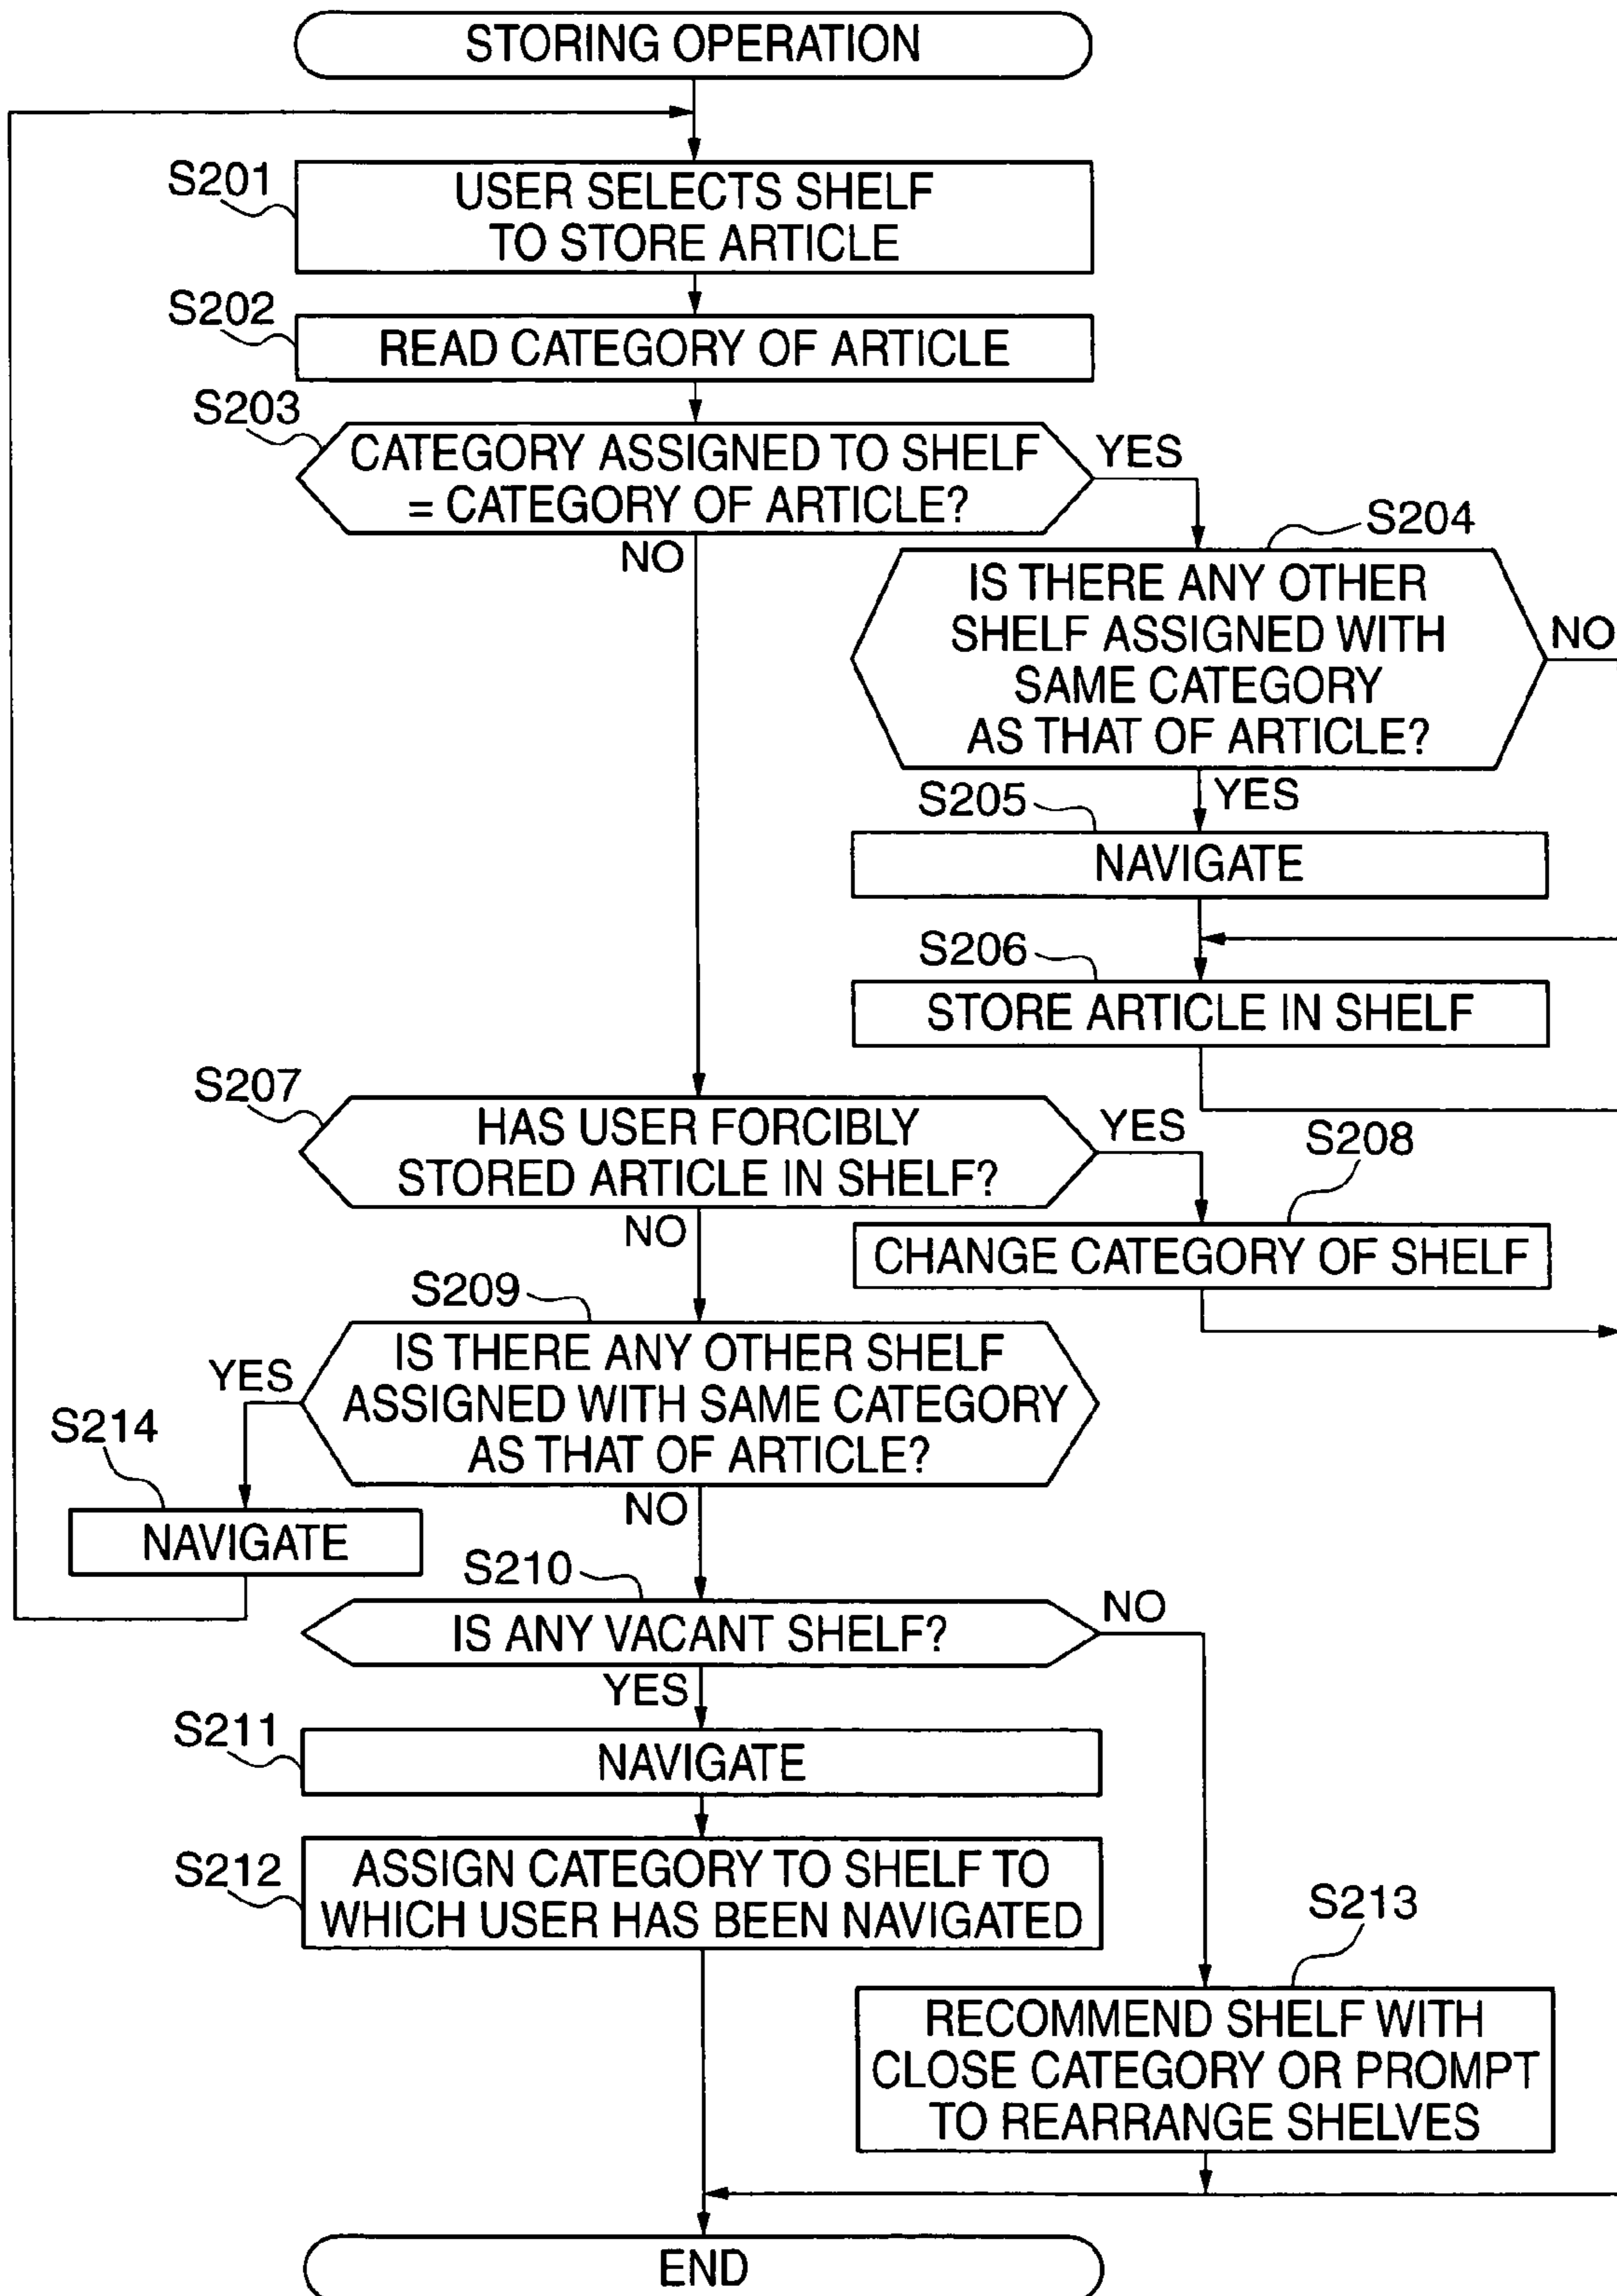 STORING OPERATION
S201
USER SELECTS SHELF
TO STORE ARTICLE
S202
READ CATEGORY OF ARTICLE
S203
CATEGORY ASSIGNED TO SHELF
= CATEGORY OF ARTICLE?
YES
NO
S204
IS THERE ANY OTHER
SHELF ASSIGNED WITH
SAME CATEGORY
AS THAT OF ARTICLE?
NO
YES
S205
NAVIGATE
S206
STORE ARTICLE IN SHELF
S207
HAS USER FORCIBLY
STORED ARTICLE IN SHELF?
YES
NO
S208
CHANGE CATEGORY OF SHELF
S209
IS THERE ANY OTHER SHELF
ASSIGNED WITH SAME CATEGORY
AS THAT OF ARTICLE?
YES
NO
S214
NAVIGATE
S210
IS ANY VACANT SHELF?
NO
YES
S211
NAVIGATE
S212
ASSIGN CATEGORY TO SHELF TO
WHICH USER HAS BEEN NAVIGATED
S213
RECOMMEND SHELF WITH
CLOSE CATEGORY OR PROMPT
TO REARRANGE SHELVES
END